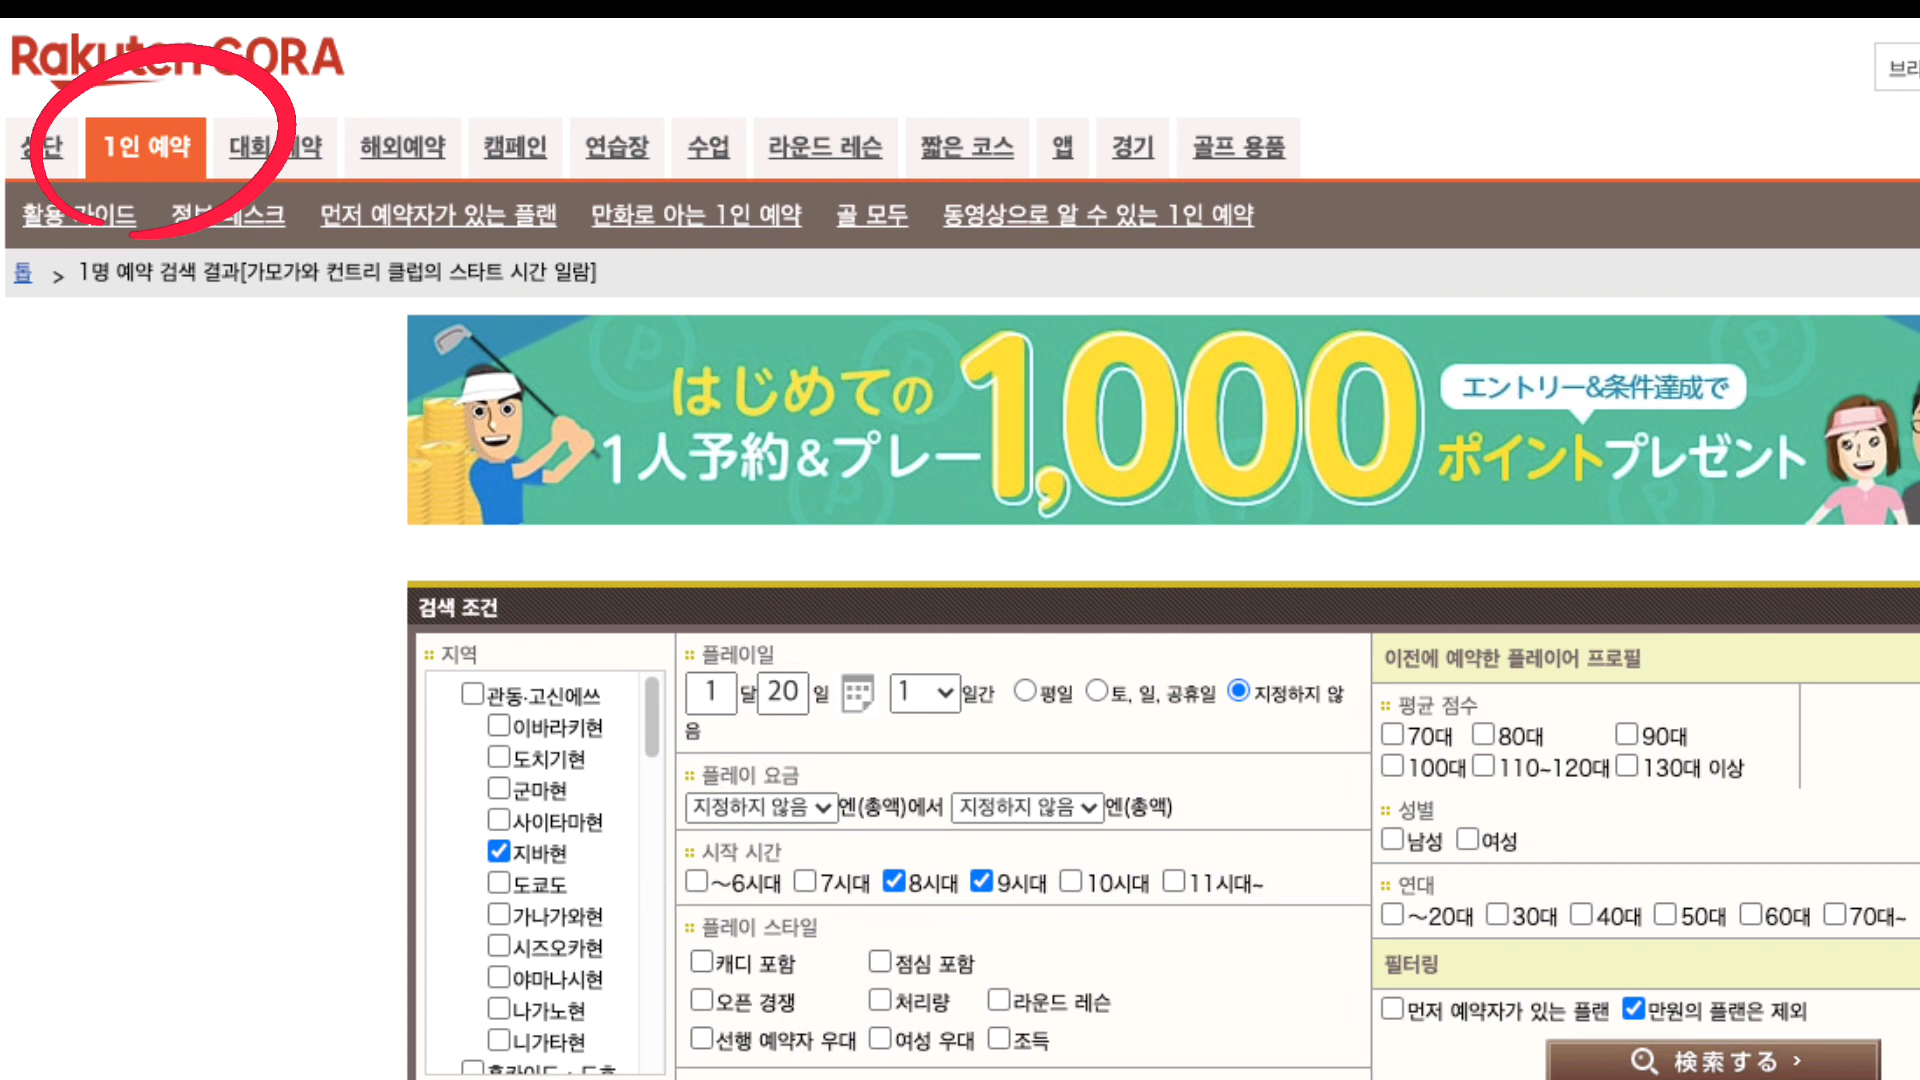 Rakuten GORA
브라
상단 1인 예약 대회 예약 해외예약 캠페인 연습장 수업 라운드 레슨 짧은 코스 앱 경기 골프 용품
활용 가이드 정보 데스크 먼저 예약자가 있는 플랜 만화로 아는 1인 예약 골 모두 동영상으로 알 수 있는 1인 예약
톱 > 1명 예약 검색 결과[가모가와 컨트리 클럽의 스타트 시간 일람]
はじめての
1人予約&プレー
1,000
エントリー&条件達成で
ポイントプレゼント
검색 조건
지역
관동·고신에쓰
이바라키현
도치기현
군마현
사이타마현
지바현
도쿄도
가나가와현
시즈오카현
야마나시현
나가노현
니가타현
플레이일
1 달 20 일 1 일간 평일 토, 일, 공휴일 지정하지 않
음
플레이 요금
지정하지 않음 엔(총액)에서 지정하지 않음 엔(총액)
시작 시간
~6시대 7시대 8시대 9시대 10시대 11시대~
플레이 스타일
캐디 포함 점심 포함
오픈 경쟁 처리량 라운드 레슨
선행 예약자 우대 여성 우대 조득
이전에 예약한 플레이어 프로필
평균 점수
70대 80대 90대
100대 110~120대 130대 이상
성별
남성 여성
연대
~20대 30대 40대 50대 60대 70대~
필터링
먼저 예약자가 있는 플랜 만원의 플랜은 제외
検索する ›